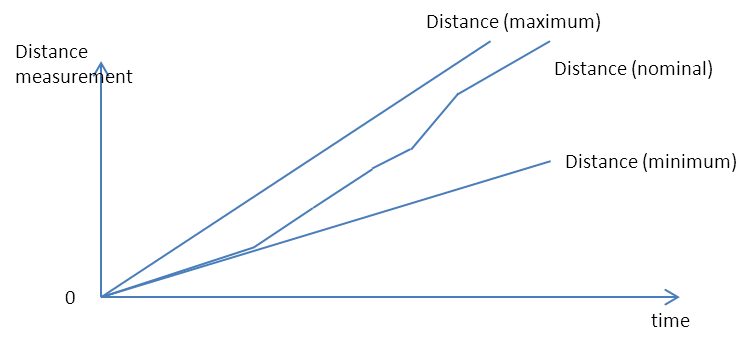 Distance (maximum)
Distance
measurement
Distance (nominal)
Distance (minimum)
0
time